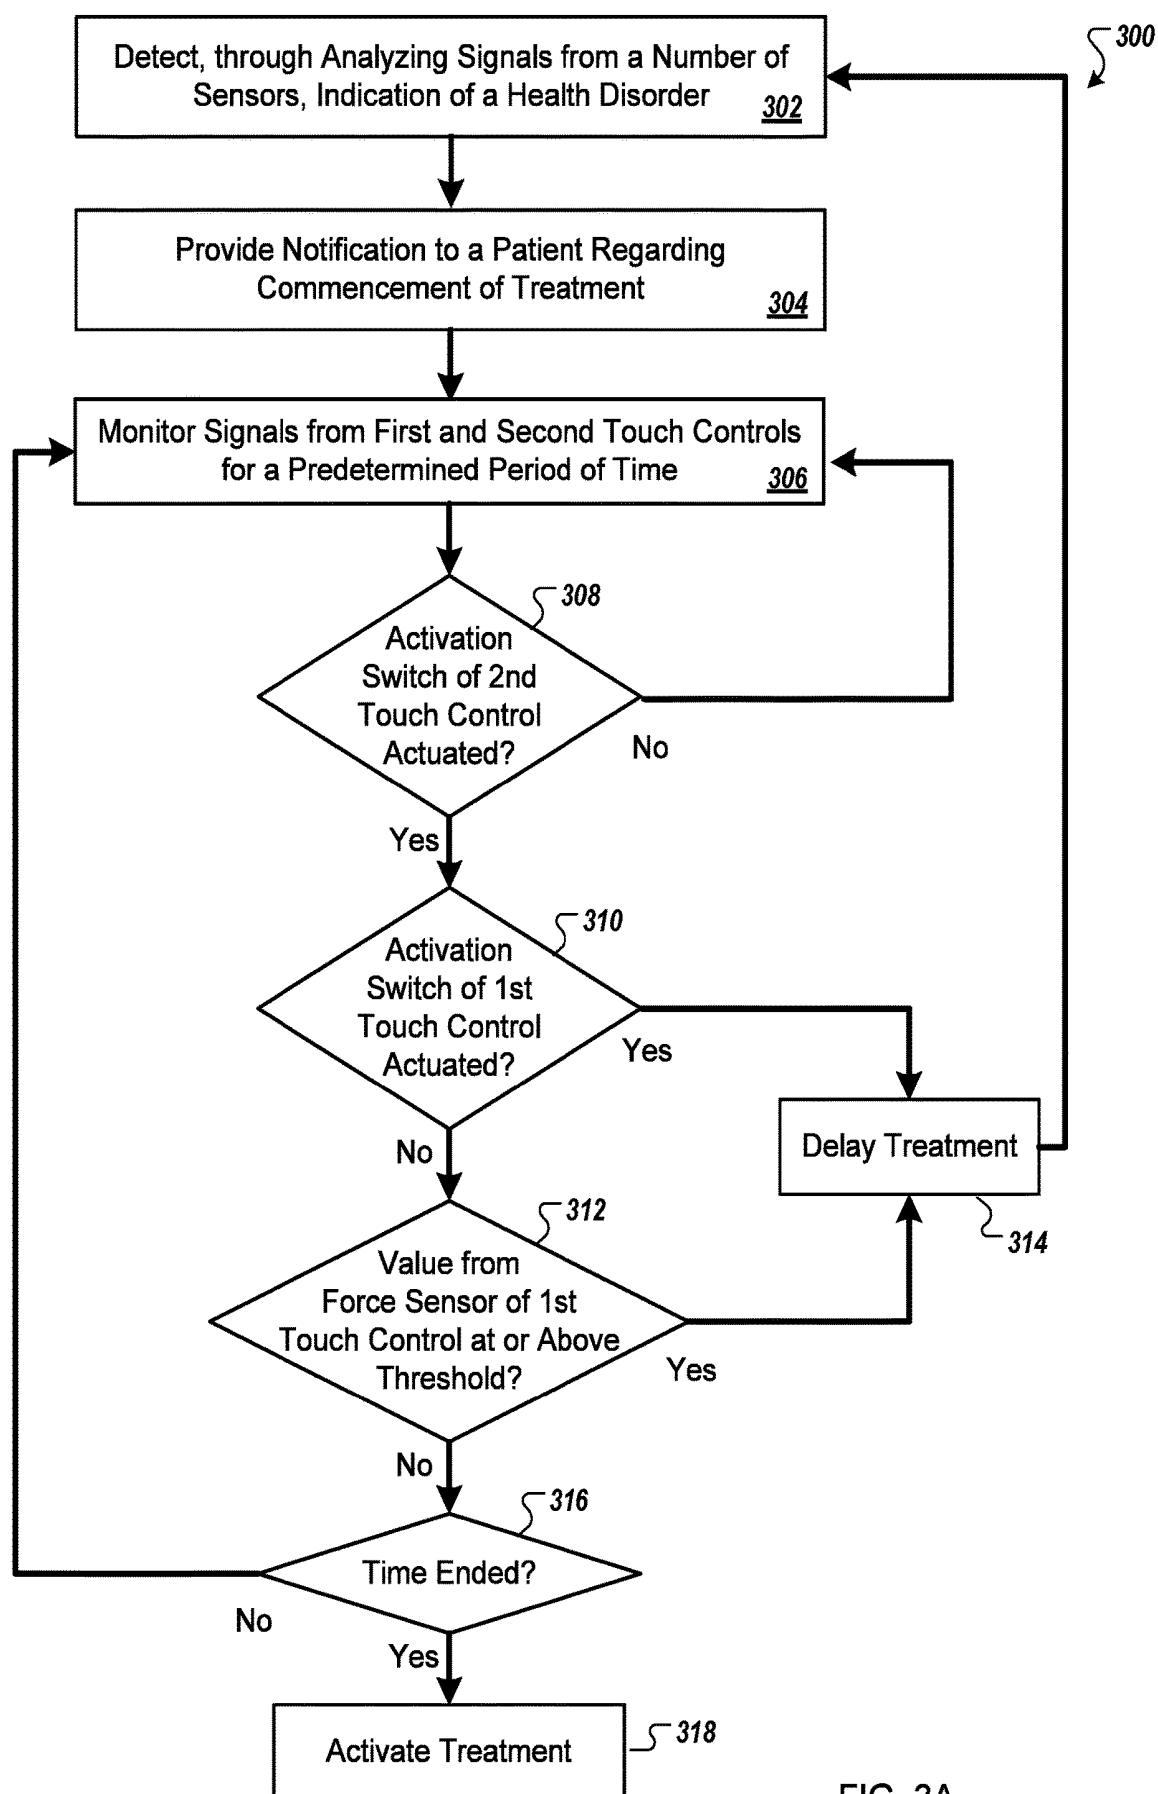 300
Detect, through Analyzing Signals from a Number of
Sensors, Indication of a Health Disorder
302
Provide Notification to a Patient Regarding
Commencement of Treatment
304
Monitor Signals from First and Second Touch Controls
for a Predetermined Period of Time
306
308
Activation
Switch of 2nd
Touch Control
Actuated?
No
Yes
310
Activation
Switch of 1st
Touch Control
Actuated?
Yes
No
Delay Treatment
314
312
Value from
Force Sensor of 1st
Touch Control at or Above
Threshold?
Yes
No
316
Time Ended?
No
Yes
Activate Treatment
318
FIG. 3A